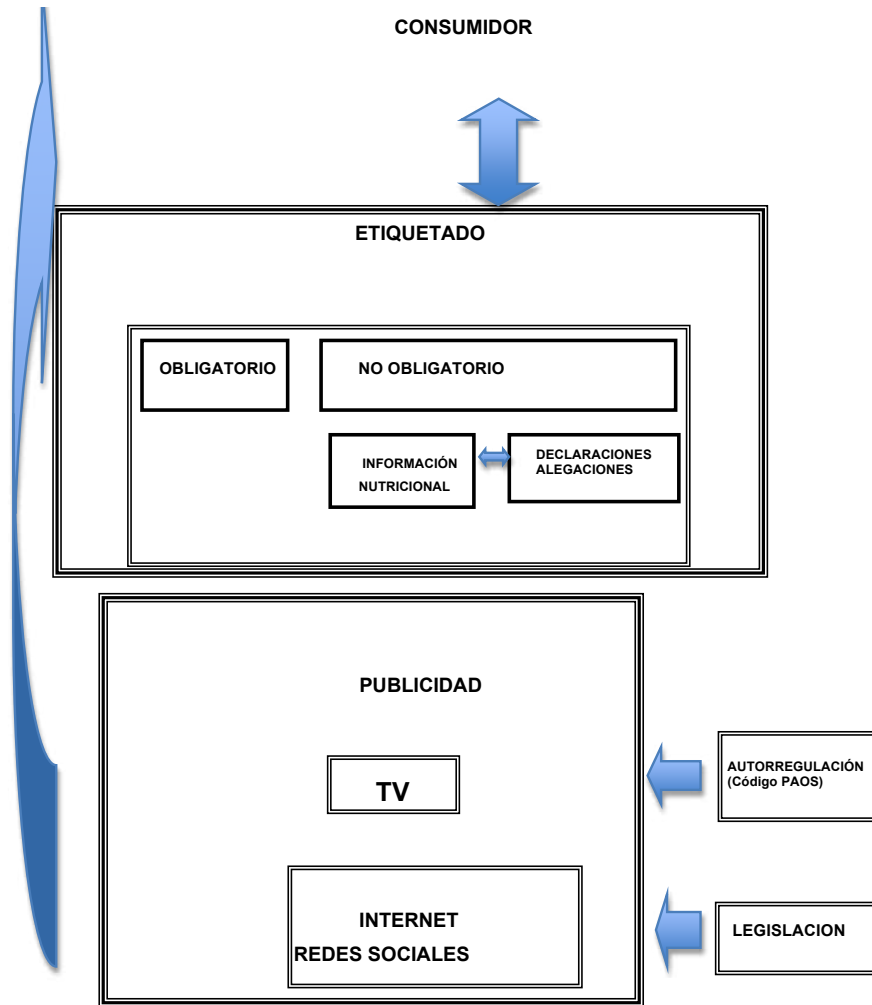 CONSUMIDOR
ETIQUETADO
OBLIGATORIO
NO OBLIGATORIO
INFORMACIÓN
NUTRICIONAL
DECLARACIONES
ALEGACIONES
PUBLICIDAD
TV
AUTORREGULACIÓN
(Código PAOS)
INTERNET
REDES SOCIALES
LEGISLACION